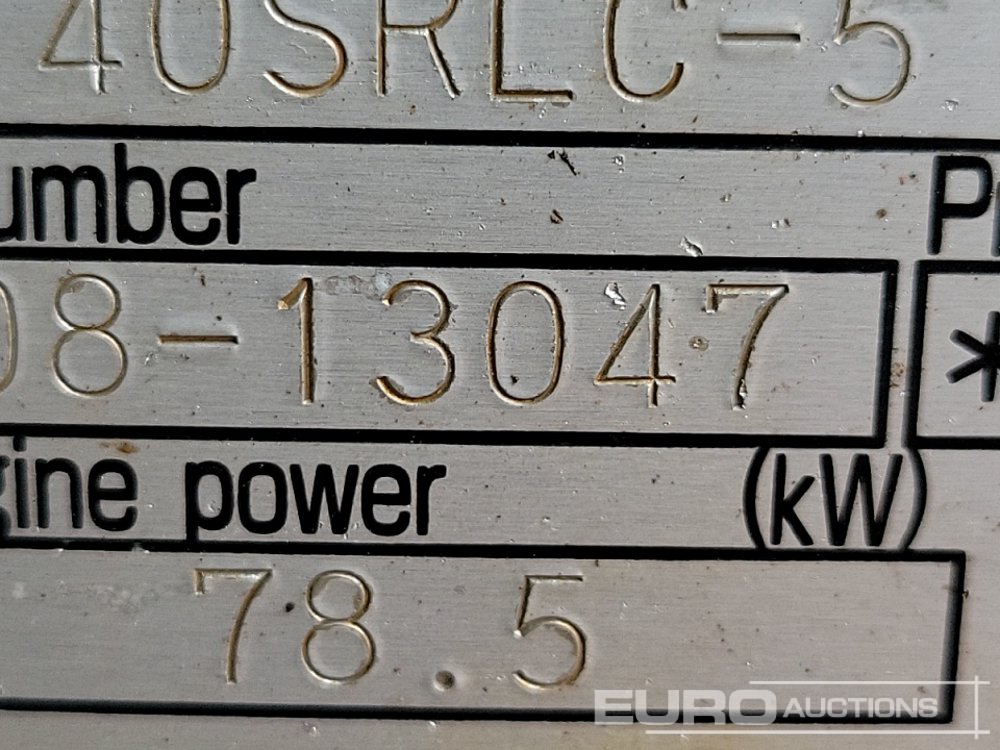 40SRLC-5
umber P
08-13047 *
gine power (kW)
78.5
EURO AUCTIONS